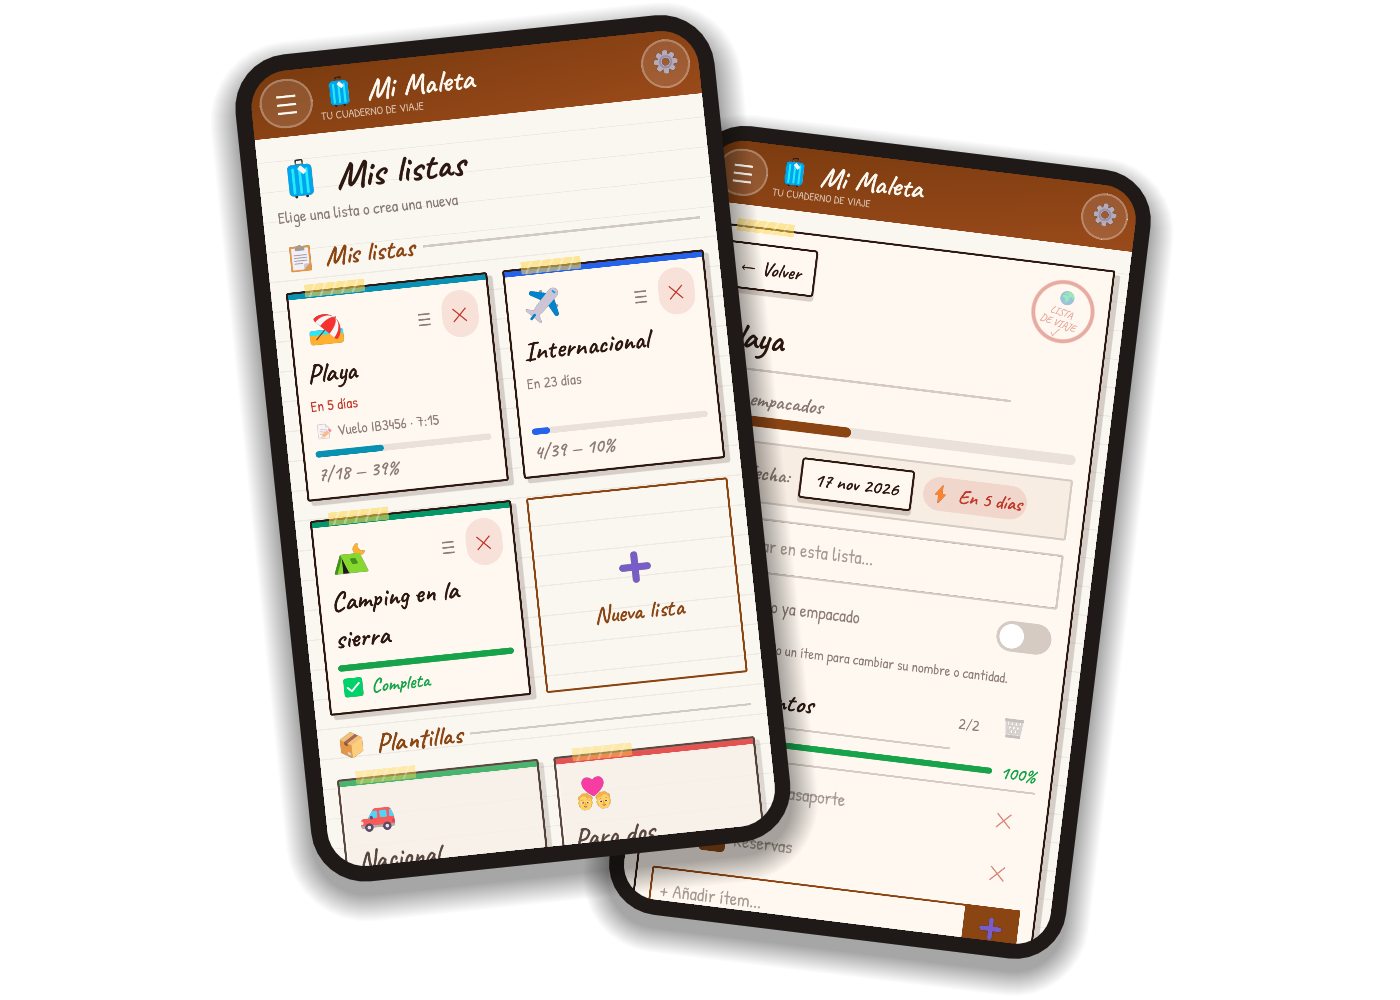 Mi Maleta
TU CUADERNO DE VIAJE
Mis listas
Elige una lista o crea una nueva
Mis listas
Playa
En 5 días
Vuelo IB3456 · 7:15
7/18 – 39%
Internacional
En 23 días
4/39 – 10%
Camping en la
sierra
Completa
Nueva lista
Plantillas
Nacional
Para dos
Mi Maleta
TU CUADERNO DE VIAJE
← Volver
LISTA
DE VIAJE
✓
laya
empacados
echa:
17 nov 2026
En 5 días
ar en esta lista...
o ya empacado
o un ítem para cambiar su nombre o cantidad.
ntos
2/2
100%
asaporte
Reservas
+ Añadir ítem...